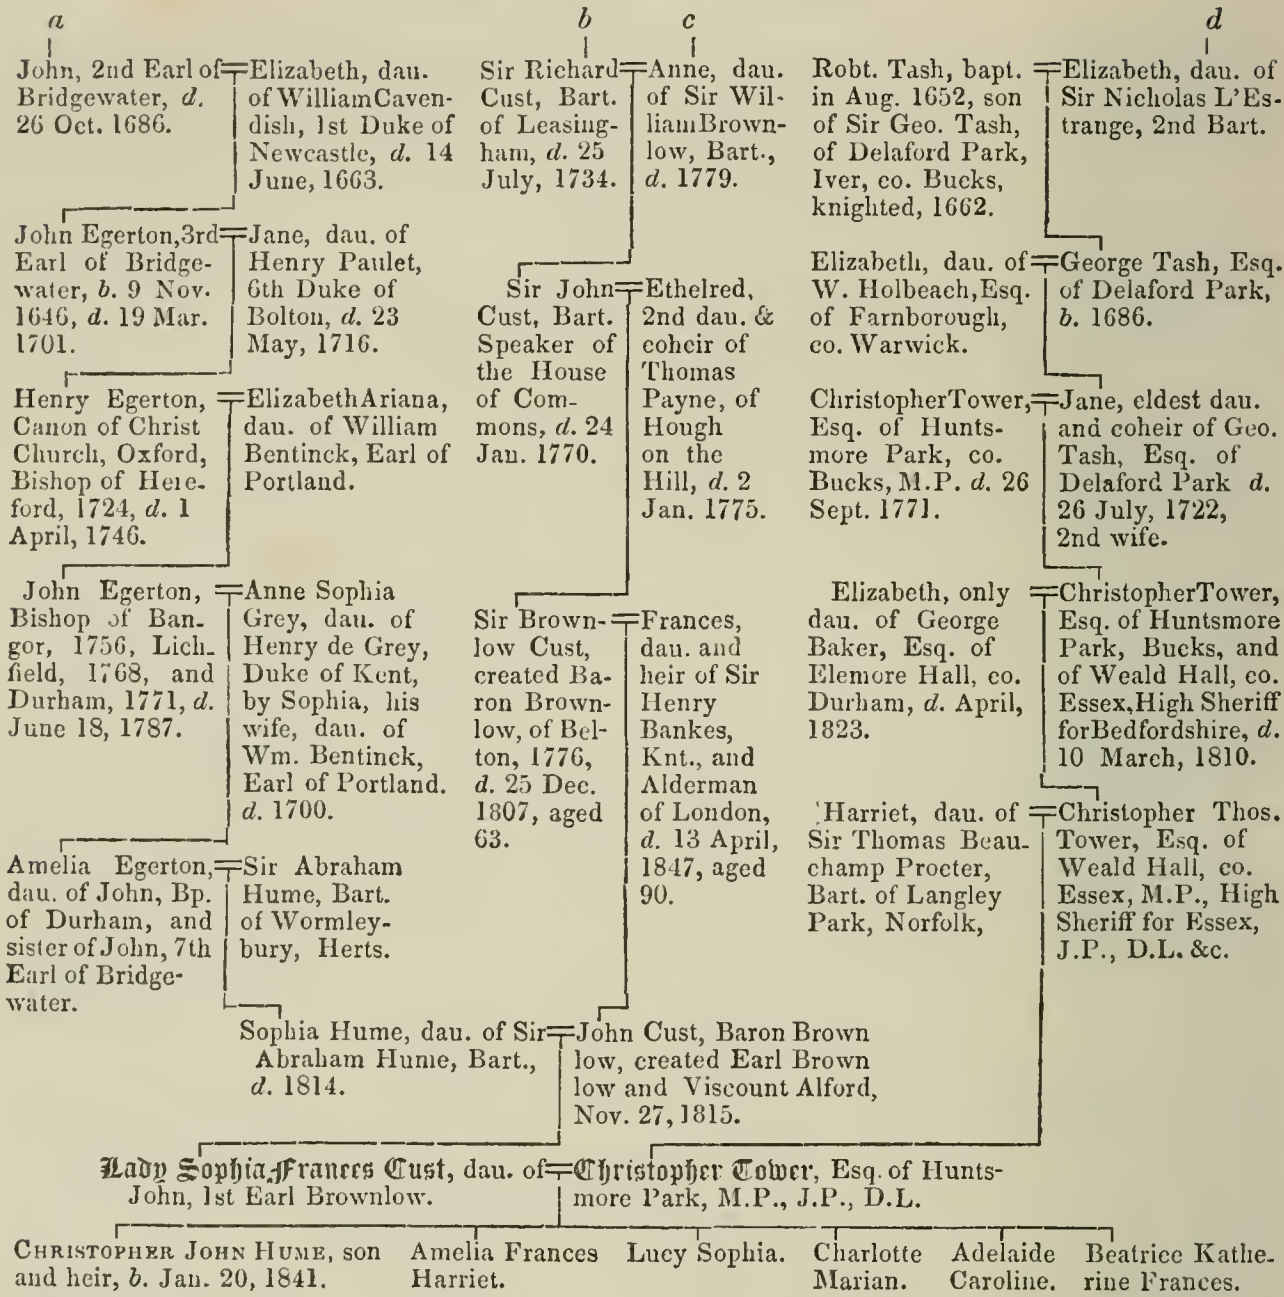 a
b
c
d
John, 2nd Earl of
Bridgewater, d.
26 Oct. 1686.
Elizabeth, dau.
of William Caven-
dish, 1st Duke of
Newcastle, d. 14
June, 1663.
Sir Richard
Cust, Bart.
of Leasing-
ham, d. 25
July, 1734.
Anne, dau.
of Sir Wil-
liam Brown-
low, Bart.,
d. 1779.
Robt. Tash, bapt.
in Aug. 1652, son
of Sir Geo. Tash,
of Delaford Park,
Iver, co. Bucks,
knighted, 1662.
Elizabeth, dau. of
Sir Nicholas L'Es-
trange, 2nd Bart.
John Egerton, 3rd
Earl of Bridge-
water, b. 9 Nov.
1646, d. 19 Mar.
1701.
Jane, dau. of
Henry Paulet,
6th Duke of
Bolton, d. 23
May, 1716.
Sir John
Cust, Bart.
Speaker of
the House
of Com-
mons, d. 24
Jan. 1770.
Ethelred,
2nd dau. &
coheir of
Thomas
Payne, of
Hough
on the
Hill, d. 2
Jan. 1775.
Elizabeth, dau. of
W. Holbeach, Esq.
of Farnborough,
co. Warwick.
George Tash, Esq.
of Delaford Park,
b. 1686.
Henry Egerton,
Canon of Christ
Church, Oxford,
Bishop of Here-
ford, 1724, d. 1
April, 1746.
Elizabeth Ariana,
dau. of William
Bentinck, Earl of
Portland.
Christopher Tower,
Esq. of Hunts-
more Park, co.
Bucks, M.P. d. 26
Sept. 1771.
Jane, eldest dau.
and coheir of Geo.
Tash, Esq. of
Delaford Park d.
26 July, 1722,
2nd wife.
John Egerton,
Bishop of Ban-
gor, 1756, Lich-
field, 1768, and
Durham, 1771, d.
June 18, 1787.
Anne Sophia
Grey, dau. of
Henry de Grey,
Duke of Kent,
by Sophia, his
wife, dau. of
Wm. Bentinck,
Earl of Portland.
d. 1700.
Sir Brown-
low Cust,
created Ba-
ron Brown-
low, of Bel-
ton, 1776,
d. 25 Dec.
1807, aged
63.
Frances,
dau. and
heir of Sir
Henry
Bankes,
Knt., and
Alderman
of London,
d. 13 April,
1847, aged
90.
Elizabeth, only
dau. of George
Baker, Esq. of
Elemore Hall, co.
Durham, d. April,
1823.
Christopher Tower,
Esq. of Huntsmore
Park, Bucks, and
of Weald Hall, co.
Essex, High Sheriff
for Bedfordshire, d.
10 March, 1810.
Amelia Egerton,
dau. of John, Bp.
of Durham, and
sister of John, 7th
Earl of Bridge-
water.
Sir Abraham
Hume, Bart.
of Wormley-
bury, Herts.
Harriet, dau. of
Sir Thomas Beau-
champ Procter,
Bart. of Langley
Park, Norfolk,
Christopher Thos.
Tower, Esq. of
Weald Hall, co.
Essex, M.P., High
Sheriff for Essex,
J.P., D.L. &c.
Sophia Hume, dau. of Sir
Abraham Hume, Bart.,
d. 1814.
John Cust, Baron Brown
low, created Earl Brown
low and Viscount Alford,
Nov. 27, 1815.
Lady Sophia Frances Cust, dau. of
John, 1st Earl Brownlow.
Christopher Tower, Esq. of Hunts-
more Park, M.P., J.P., D.L.
CHRISTOPHER JOHN HUME, son
and heir, b. Jan. 20, 1841.
Amelia Frances
Harriet.
Lucy Sophia.
Charlotte
Marian.
Adelaide
Caroline.
Beatrice Kathe-
rine Frances.